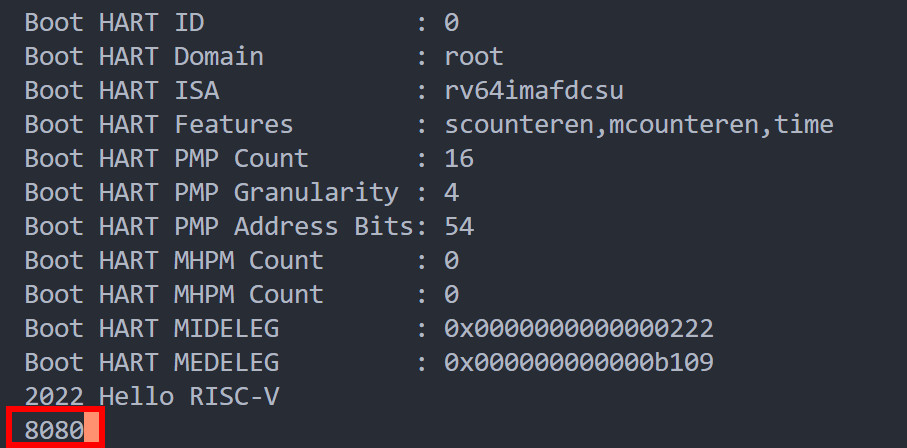 Boot HART ID : 0
Boot HART Domain : root
Boot HART ISA : rv64imafdcsu
Boot HART Features : scounteren,mcounteren,time
Boot HART PMP Count : 16
Boot HART PMP Granularity : 4
Boot HART PMP Address Bits: 54
Boot HART MHPM Count : 0
Boot HART MHPM Count : 0
Boot HART MIDELEG : 0x0000000000000222
Boot HART MEDELEG : 0x000000000000b109
2022 Hello RISC-V
8080